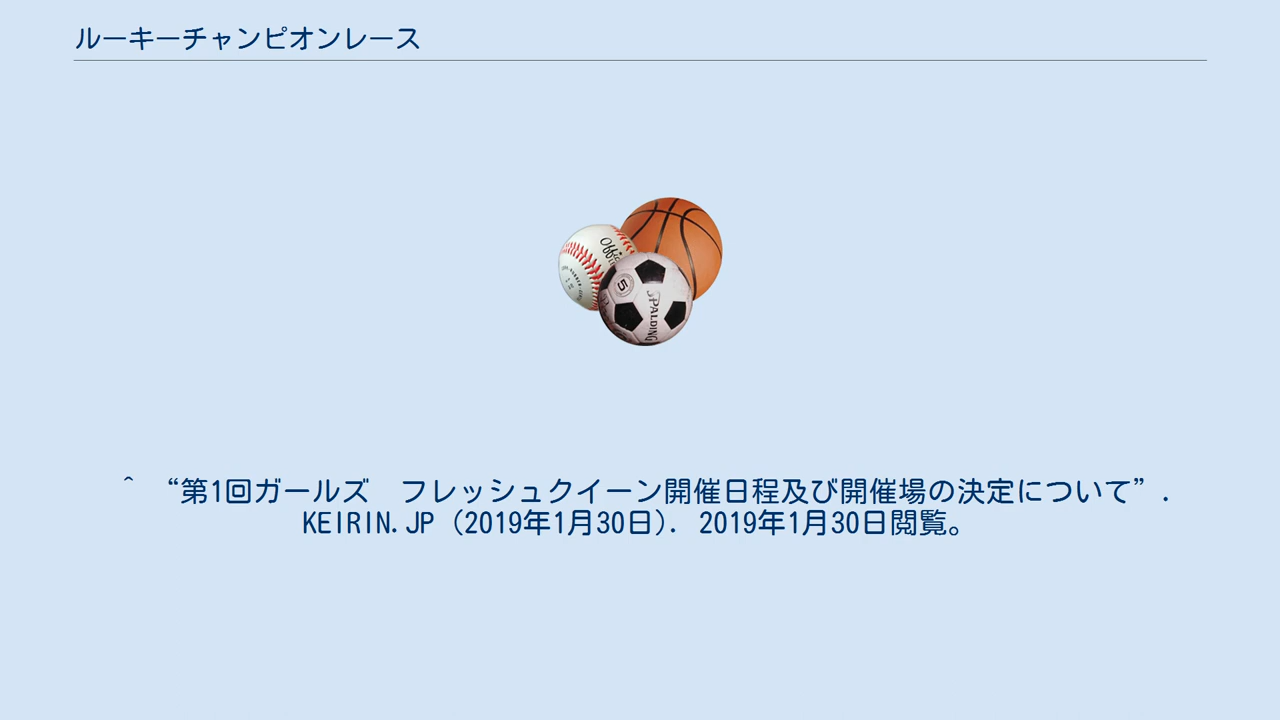 ルーキーチャンピオンレース
Offic
5
SPALDING
^ “第1回ガールズ　フレッシュクイーン開催日程及び開催場の決定について”.
KEIRIN.JP (2019年1月30日). 2019年1月30日閲覧。